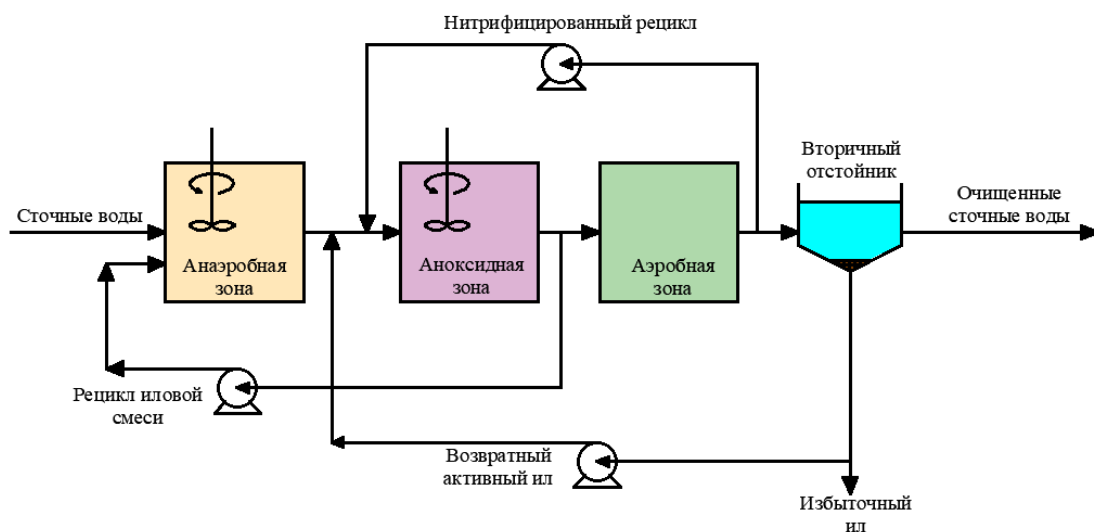 Нитрифицированный рецикл
Вторичный
отстойник
Сточные воды
Очищенные
сточные воды
Анаэробная
зона
Аноксидная
зона
Аэробная
зона
Рецикл иловой
смеси
Возвратный
активный ил
Избыточный
ил